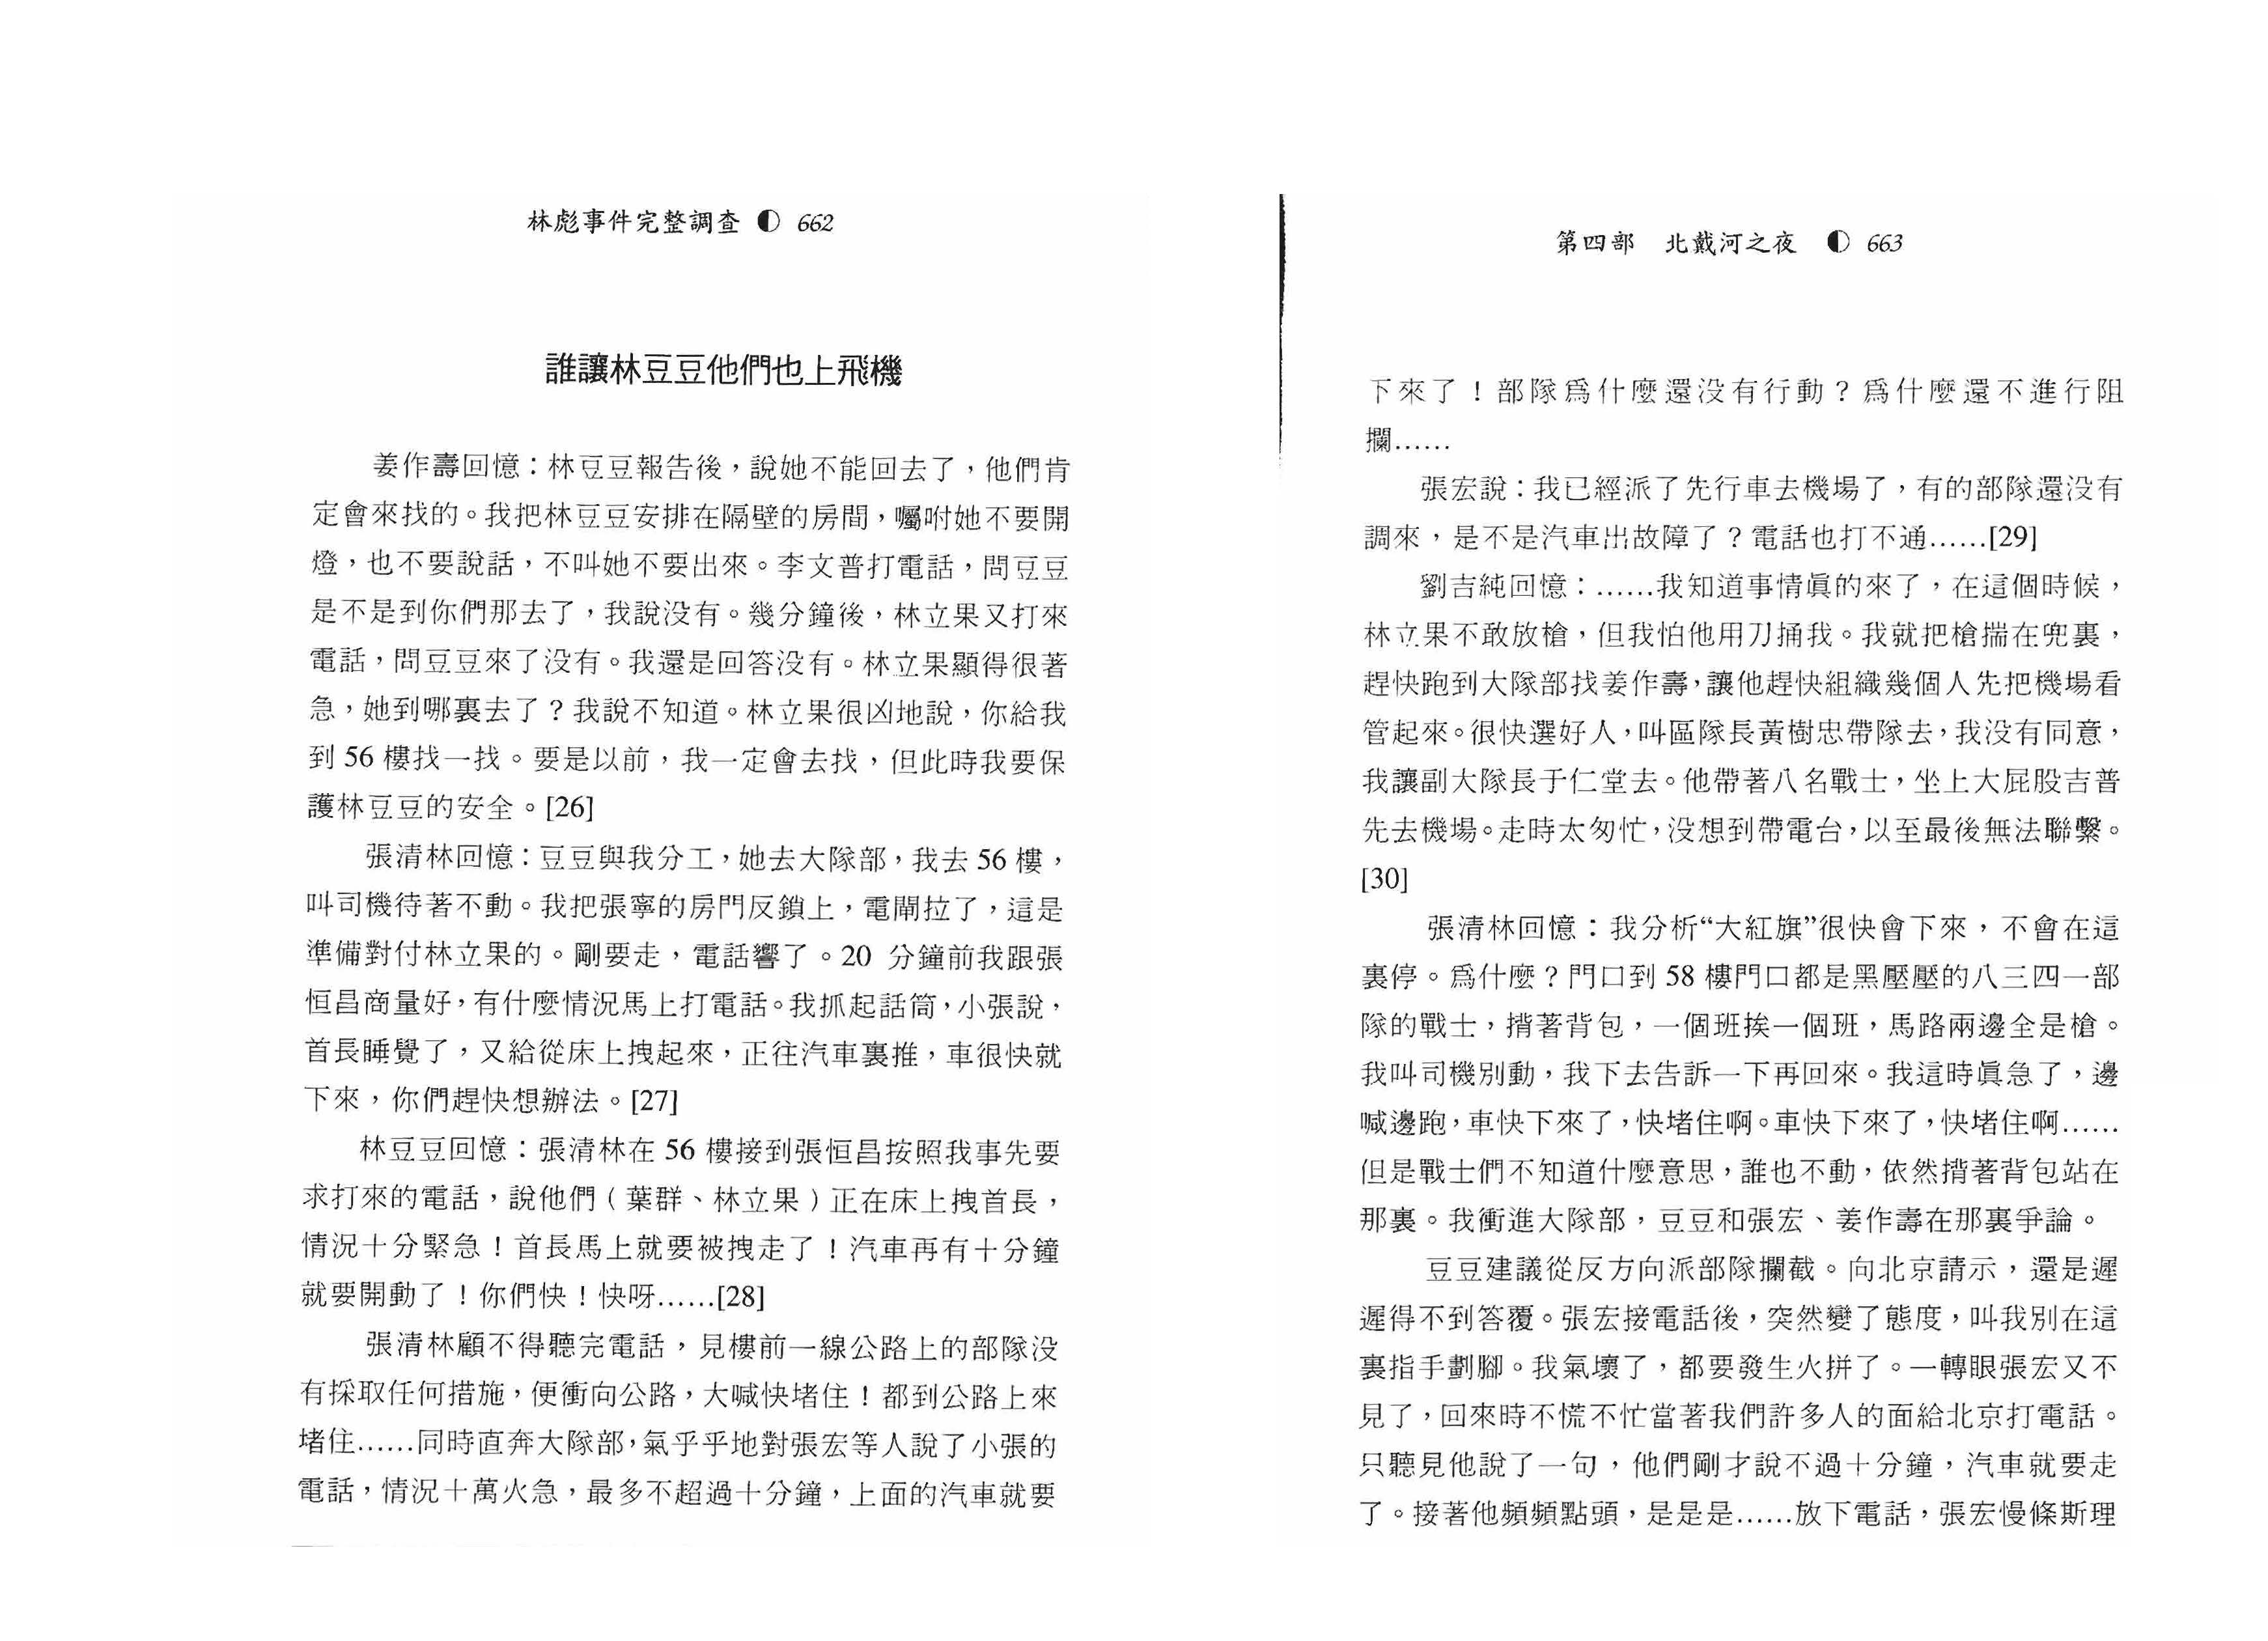 林彪事件完整調查 ◐ 662
誰讓林豆豆他們也上飛機
姜作壽回憶：林豆豆報告後，說她不能回去了，他們肯
定會來找的。我把林豆豆安排在隔壁的房間，囑咐她不要開
燈，也不要說話，不叫她不要出來。李文普打電話，問豆豆
是不是到你們那去了，我說没有。幾分鐘後，林立果又打來
電話，問豆豆來了没有。我還是回答没有。林立果顯得很著
急，她到哪裏去了？我說不知道。林立果很凶地說，你給我
到 56 樓找一找。要是以前，我一定會去找，但此時我要保
護林豆豆的安全。[26]
張清林回憶：豆豆與我分工，她去大隊部，我去 56 樓，
叫司機待著不動。我把張寧的房門反鎖上，電閘拉了，這是
準備對付林立果的。剛要走，電話響了。20 分鐘前我跟張
恒昌商量好，有什麼情況馬上打電話。我抓起話筒，小張說，
首長睡覺了，又給從床上拽起來，正往汽車裏推，車很快就
下來，你們趕快想辦法。[27]
林豆豆回憶：張清林在 56 樓接到張恒昌按照我事先要
求打來的電話，說他們（葉群、林立果）正在床上拽首長，
情況十分緊急！首長馬上就要被拽走了！汽車再有十分鐘
就要開動了！你們快！快呀……[28]
張清林顧不得聽完電話，見樓前一線公路上的部隊没
有採取任何措施，便衝向公路，大喊快堵住！都到公路上來
堵住……同時直奔大隊部，氣乎乎地對張宏等人說了小張的
電話，情況十萬火急，最多不超過十分鐘，上面的汽車就要
第四部 北戴河之夜 ◐ 663
下來了！部隊爲什麼還没有行動？爲什麼還不進行阻
攔……
張宏說：我已經派了先行車去機場了，有的部隊還没有
調來，是不是汽車出故障了？電話也打不通……[29]
劉吉純回憶：……我知道事情眞的來了，在這個時候，
林立果不敢放槍，但我怕他用刀捅我。我就把槍揣在兜裏，
趕快跑到大隊部找姜作壽，讓他趕快組織幾個人先把機場看
管起來。很快選好人，叫區隊長黃樹忠帶隊去，我没有同意，
我讓副大隊長于仁堂去。他帶著八名戰士，坐上大屁股吉普
先去機場。走時太匆忙，没想到帶電台，以至最後無法聯繫。
[30]
張清林回憶：我分析“大紅旗”很快會下來，不會在這
裏停。爲什麼？門口到 58 樓門口都是黑壓壓的八三四一部
隊的戰士，揹著背包，一個班挨一個班，馬路兩邊全是槍。
我叫司機別動，我下去告訴一下再回來。我這時眞急了，邊
喊邊跑，車快下來了，快堵住啊。車快下來了，快堵住啊……
但是戰士們不知道什麼意思，誰也不動，依然揹著背包站在
那裏。我衝進大隊部，豆豆和張宏、姜作壽在那裏爭論。
豆豆建議從反方向派部隊攔截。向北京請示，還是遲
遲得不到答覆。張宏接電話後，突然變了態度，叫我別在這
裏指手劃腳。我氣壞了，都要發生火拼了。一轉眼張宏又不
見了，回來時不慌不忙當著我們許多人的面給北京打電話。
只聽見他說了一句，他們剛才說不過十分鐘，汽車就要走
了。接著他頻頻點頭，是是是……放下電話，張宏慢條斯理